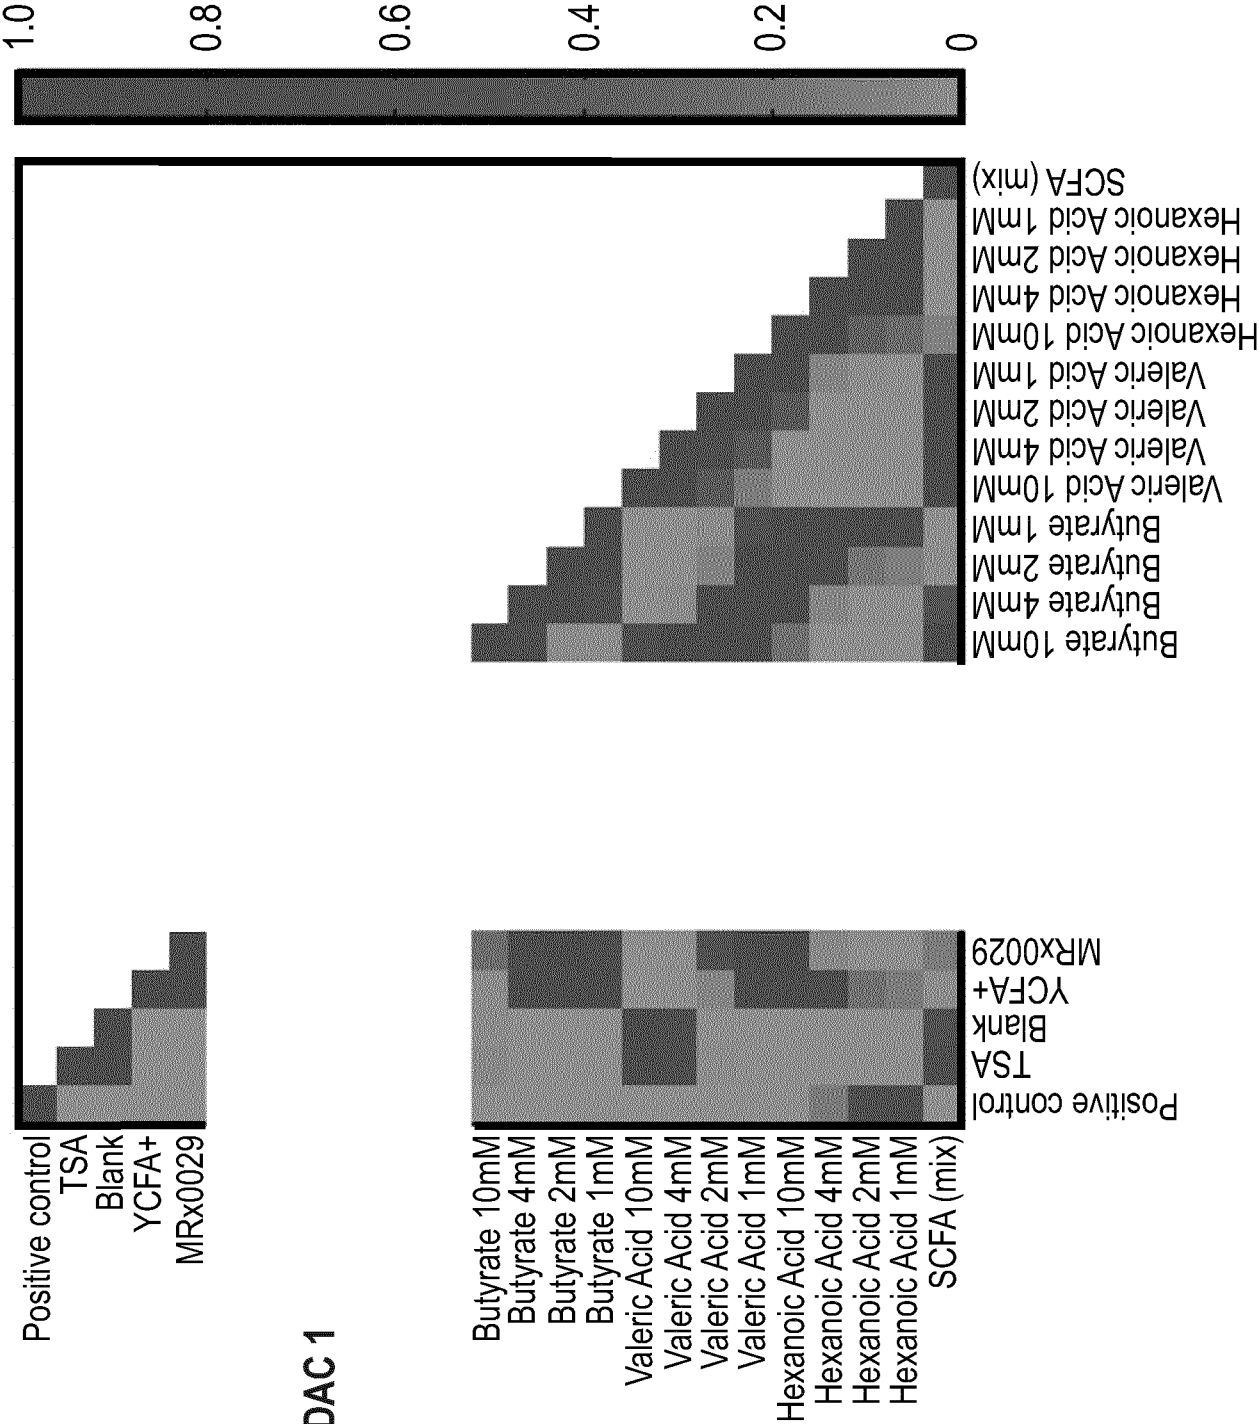 1.0
0.8
0.6
0.4
0.2
0
Positive control
TSA
Blank
YCFA+
MRx0029
DAC 1
Butyrate 10mM
Butyrate 4mM
Butyrate 2mM
Butyrate 1mM
Valeric Acid 10mM
Valeric Acid 4mM
Valeric Acid 2mM
Valeric Acid 1mM
Hexanoic Acid 10mM
Hexanoic Acid 4mM
Hexanoic Acid 2mM
Hexanoic Acid 1mM
SCFA (mix)
Positive control
TSA
Blank
YCFA+
MRx0029
Butyrate 10mM
Butyrate 4mM
Butyrate 2mM
Butyrate 1mM
Valeric Acid 10mM
Valeric Acid 4mM
Valeric Acid 2mM
Valeric Acid 1mM
Hexanoic Acid 10mM
Hexanoic Acid 4mM
Hexanoic Acid 2mM
Hexanoic Acid 1mM
SCFA (mix)